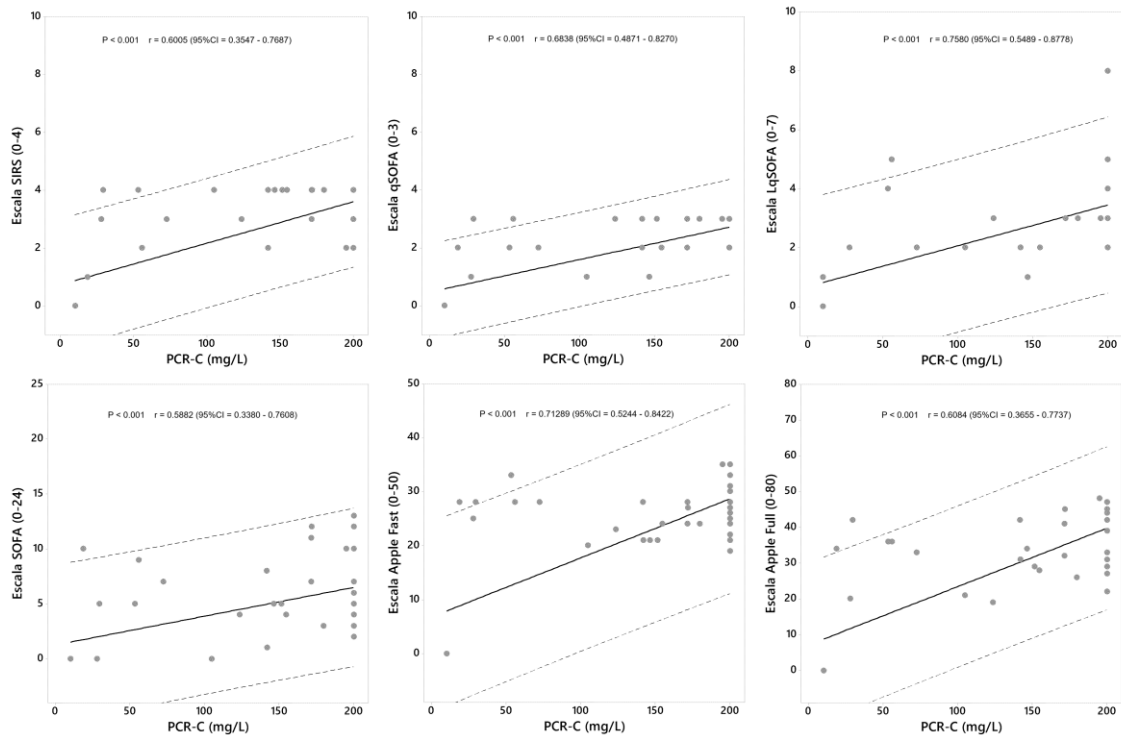 P < 0.001 r = 0.6005 (95%CI = 0.3547 - 0.7687)
Escala SIRS (0-4)
10
8
6
4
2
0
0 50 100 150 200
PCR-C (mg/L)
P < 0.001 r = 0.6838 (95%CI = 0.4871 - 0.8270)
Escala qSOFA (0-3)
10
8
6
4
2
0
0 50 100 150 200
PCR-C (mg/L)
P < 0.001 r = 0.7580 (95%CI = 0.5489 - 0.8778)
Escala LqSOFA (0-7)
10
8
6
4
2
0
0 50 100 150 200
PCR-C (mg/L)
P < 0.001 r = 0.5882 (95%CI = 0.3380 - 0.7608)
Escala SOFA (0-24)
25
20
15
10
5
0
0 50 100 150 200
PCR-C (mg/L)
P < 0.001 r = 0.71289 (95%CI = 0.5244 - 0.8422)
Escala Apple Fast (0-50)
50
40
30
20
10
0
0 50 100 150 200
PCR-C (mg/L)
P < 0.001 r = 0.6084 (95%CI = 0.3655 - 0.7737)
Escala Apple Full (0-80)
80
70
60
50
40
30
20
10
0
0 50 100 150 200
PCR-C (mg/L)